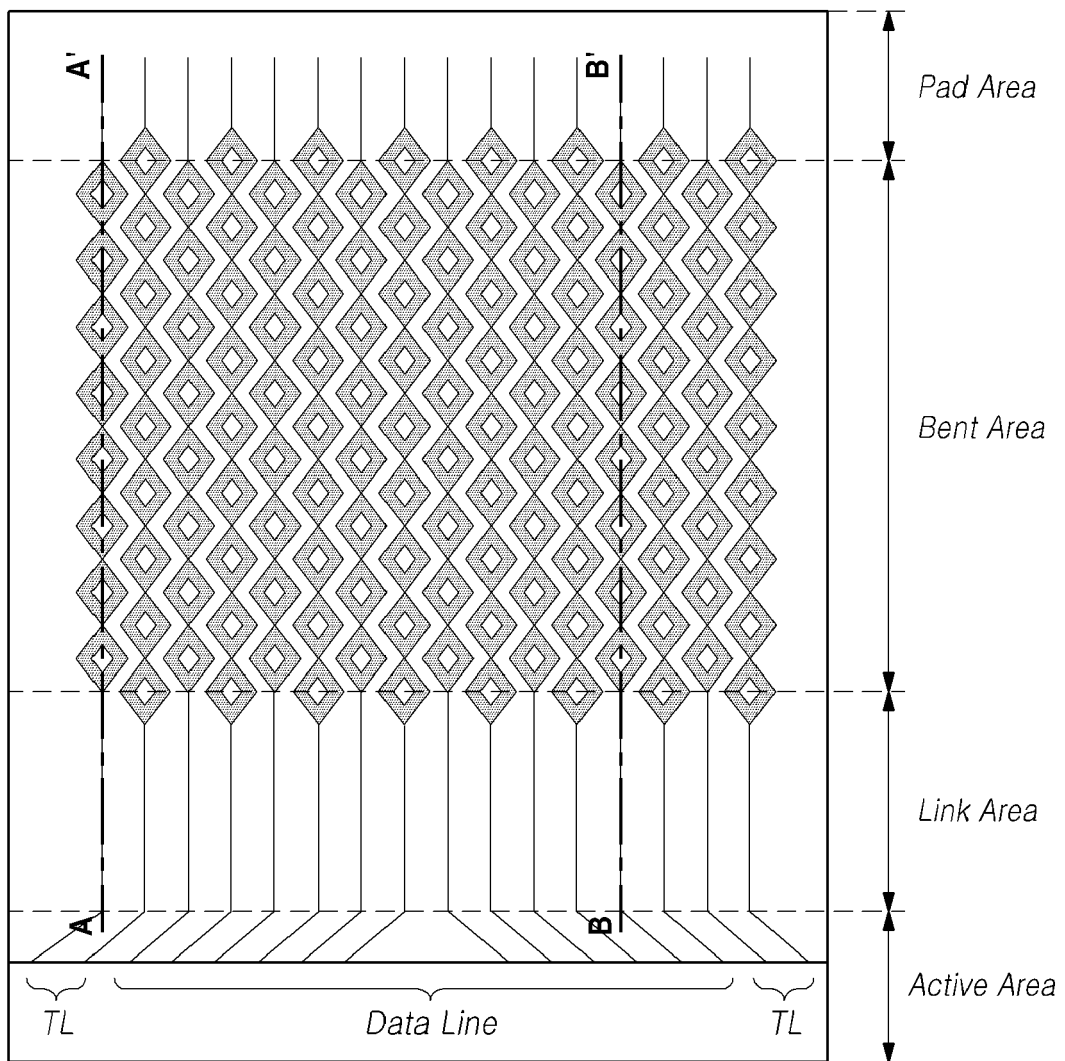 A'
B'
Pad Area
Bent Area
Link Area
A
B
Active Area
TL
Data Line
TL